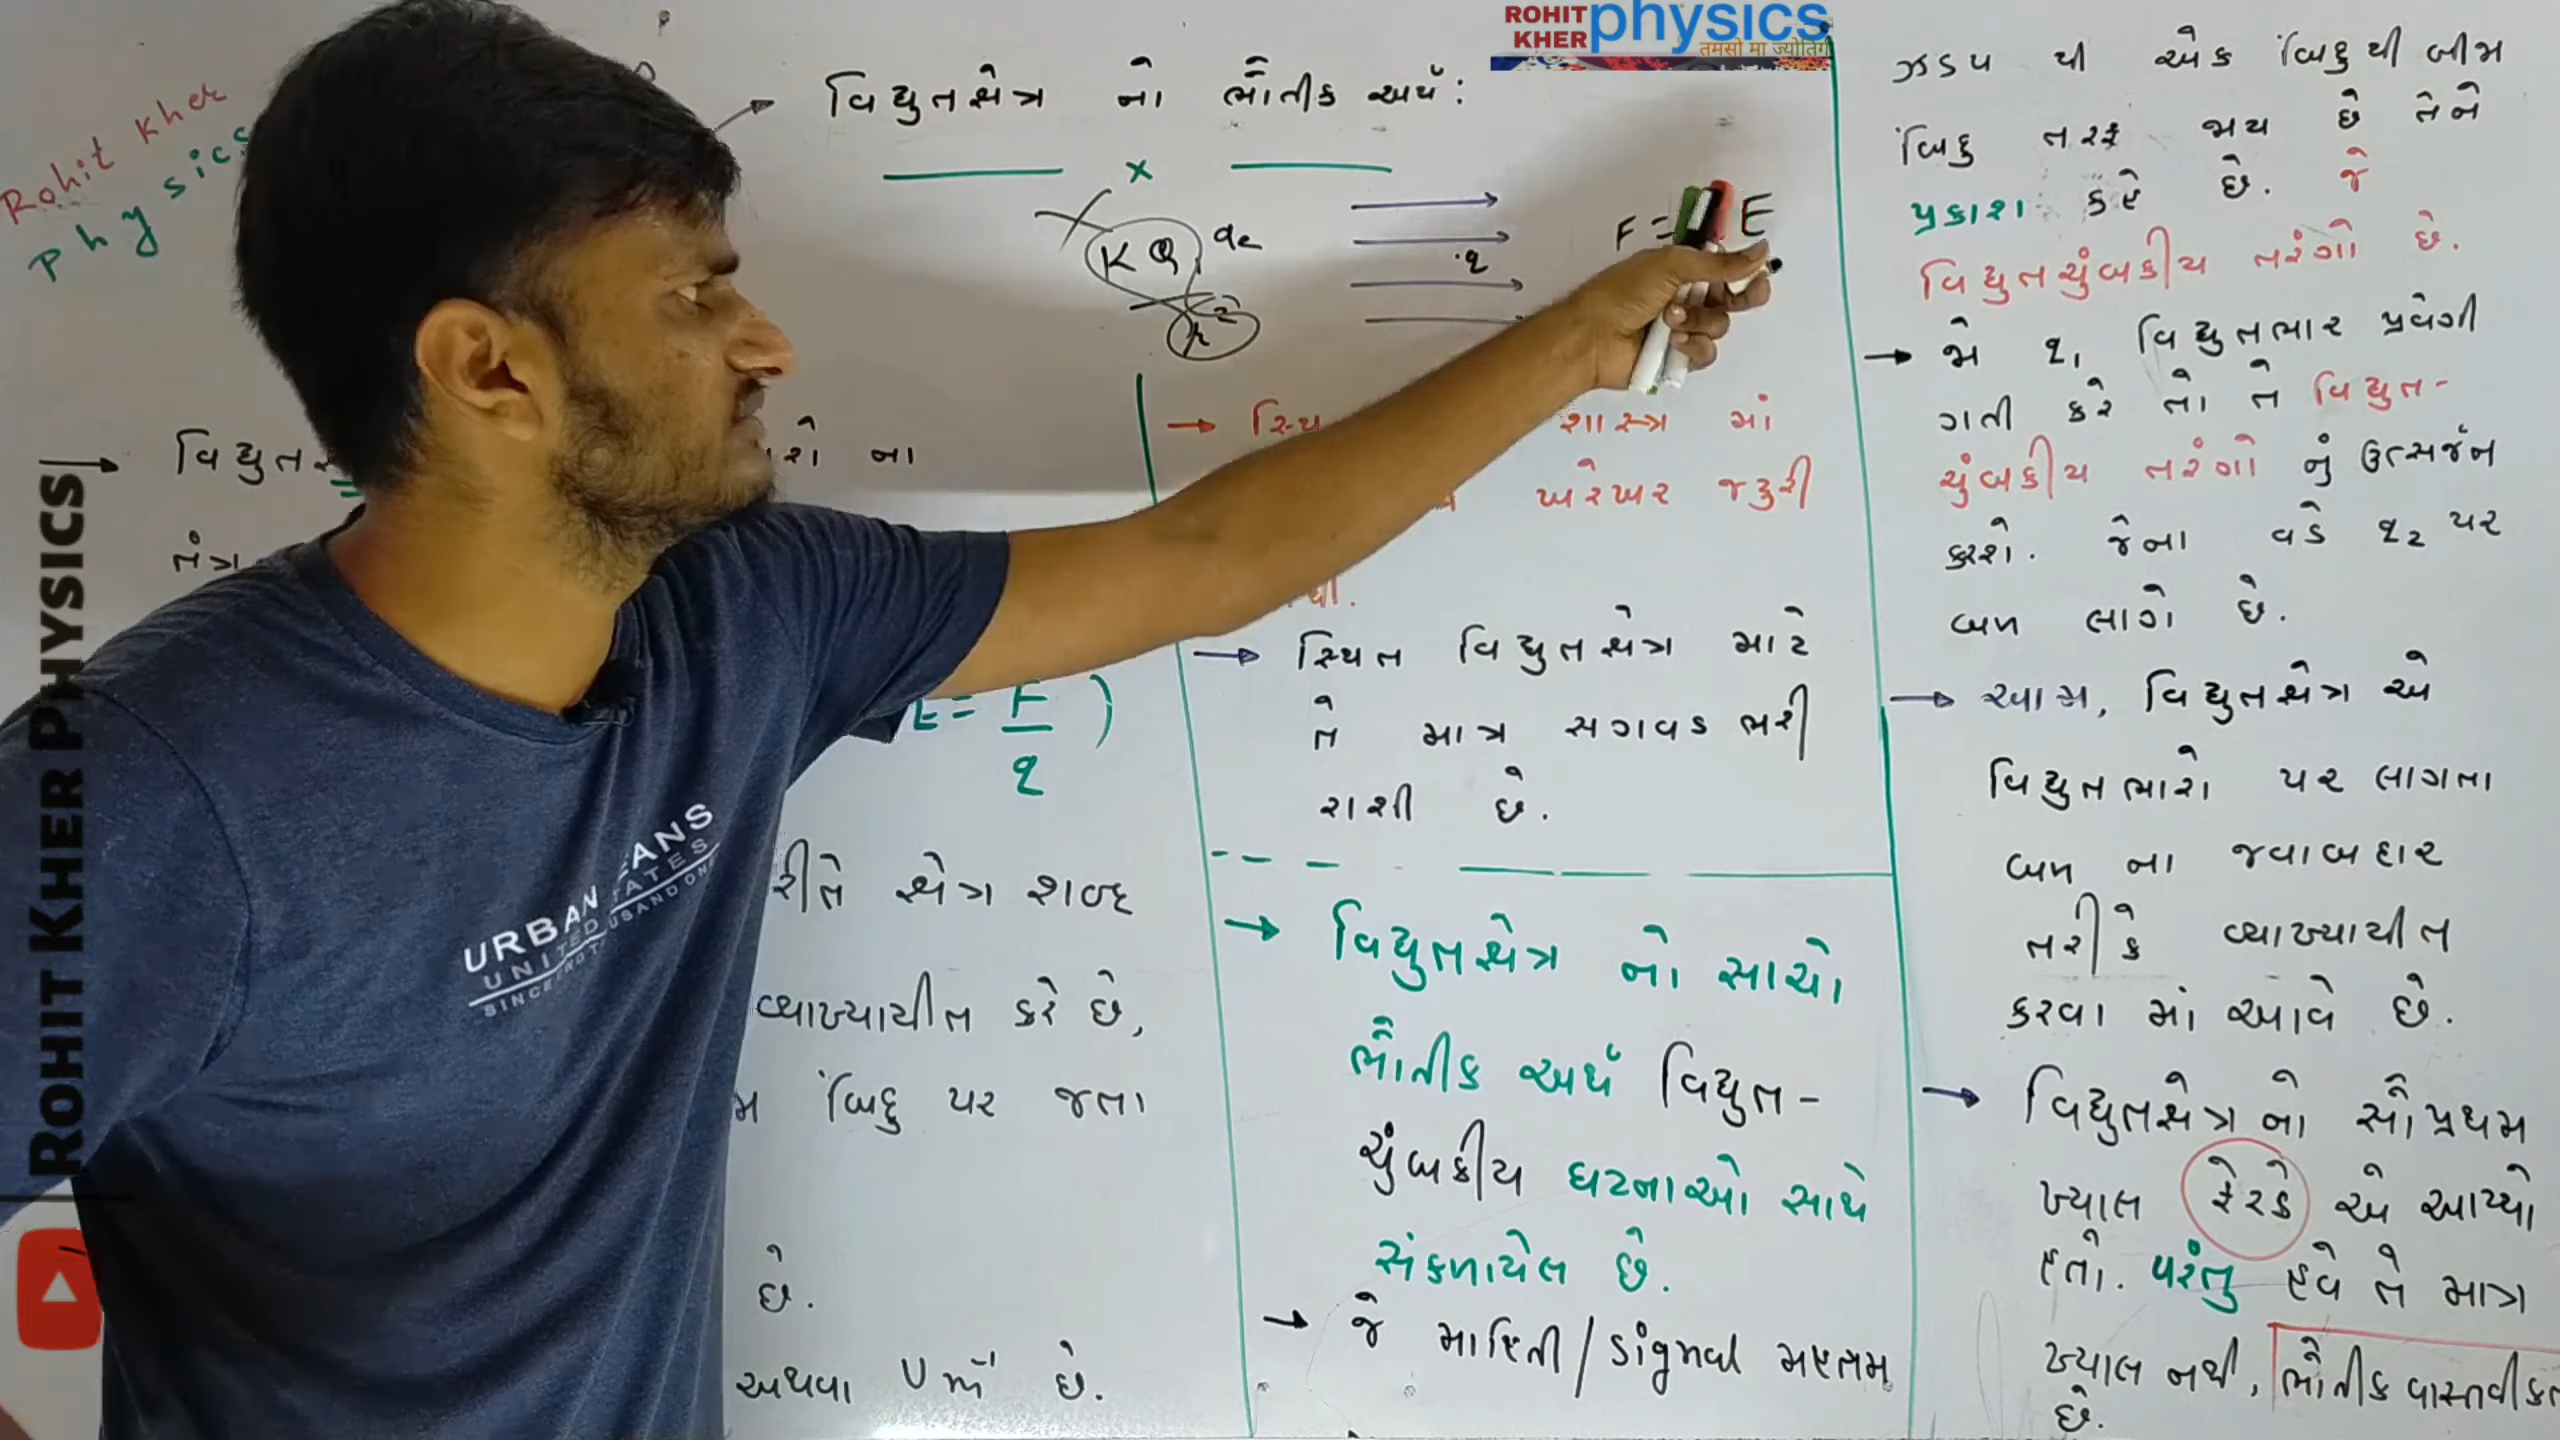 ROHIT KHER physics
तमसो मा ज्योतिर्ग
Rohit Kher
Physics
ROHIT KHER PHYSICS
વિદ્યુતક્ષેત્ર નો ભૌતીક અર્થ:
x
K Q, q2
r2
.q
F = E
વિદ્યુત
રો ના
તંત્ર
E = F/q )
રીતે ક્ષેત્ર શબ્દ
વ્યાખ્યાયીત કરે છે,
બિંદુ પર જતા
છે.
અથવા Vm-1 છે.
URBAN
UNITED STATES
→ સ્થિ શાસ્ત્ર માં
ખરેખર જરુરી
→ સ્થિત વિદ્યુતક્ષેત્ર માટે
તે માત્ર સગવડ ભરી
રાશી છે.
→ વિદ્યુતક્ષેત્ર નો સાચો
ભૌતીક અર્થ વિદ્યુત-
ચુંબકીય ઘટનાઓ સાથે
સંકળાયેલ છે.
→ જે માહિતી/signal મહત્તમ
ઝડપ થી એક બિંદુથી બીજા
બિંદુ તરફ જાય છે તેને
પ્રકાશ કહે છે. જે
વિદ્યુતચુંબકીય તરંગો છે.
→ જો q1 વિદ્યુતભાર પ્રવેગી
ગતી કરે તો તે વિદ્યુત-
ચુંબકીય તરંગો નું ઉત્સર્જન
કરશે. જેના વડે q2 પર
બળ લાગે છે.
→ આમ, વિદ્યુતક્ષેત્ર એ
વિદ્યુતભારો પર લાગતા
બળ ના જવાબદાર
તરીકે વ્યાખ્યાયીત
કરવા માં આવે છે.
→ વિદ્યુતક્ષેત્ર નો સૌપ્રથમ
ખ્યાલ ફેરડે એ આપ્યો
હતો. પરંતુ હવે તે માત્ર
ખ્યાલ નથી, ભૌતીક વાસ્તવીકત
છે.